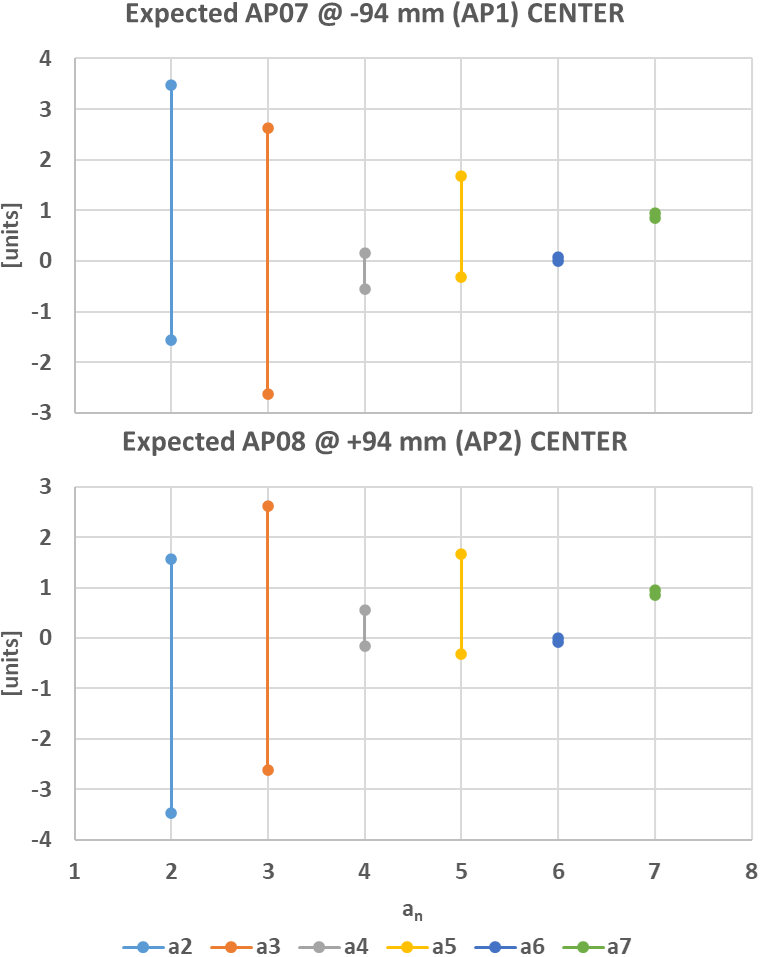 Expected AP07 @ -94 mm (AP1) CENTER
4
3
2
1
0
-1
-2
-3
[units]
Expected AP08 @ +94 mm (AP2) CENTER
3
2
1
0
-1
-2
-3
-4
[units]
1 2 3 4 5 6 7 8
an
a2 a3 a4 a5 a6 a7